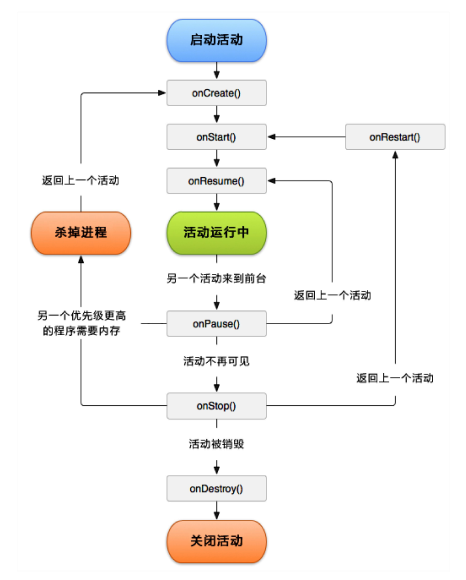 启动活动
onCreate()
onStart()
onRestart()
返回上一个活动
onResume()
杀掉进程
活动运行中
另一个活动来到前台
返回上一个活动
另一个优先级更高
的程序需要内存
onPause()
活动不再可见
返回上一个活动
onStop()
活动被销毁
onDestroy()
关闭活动